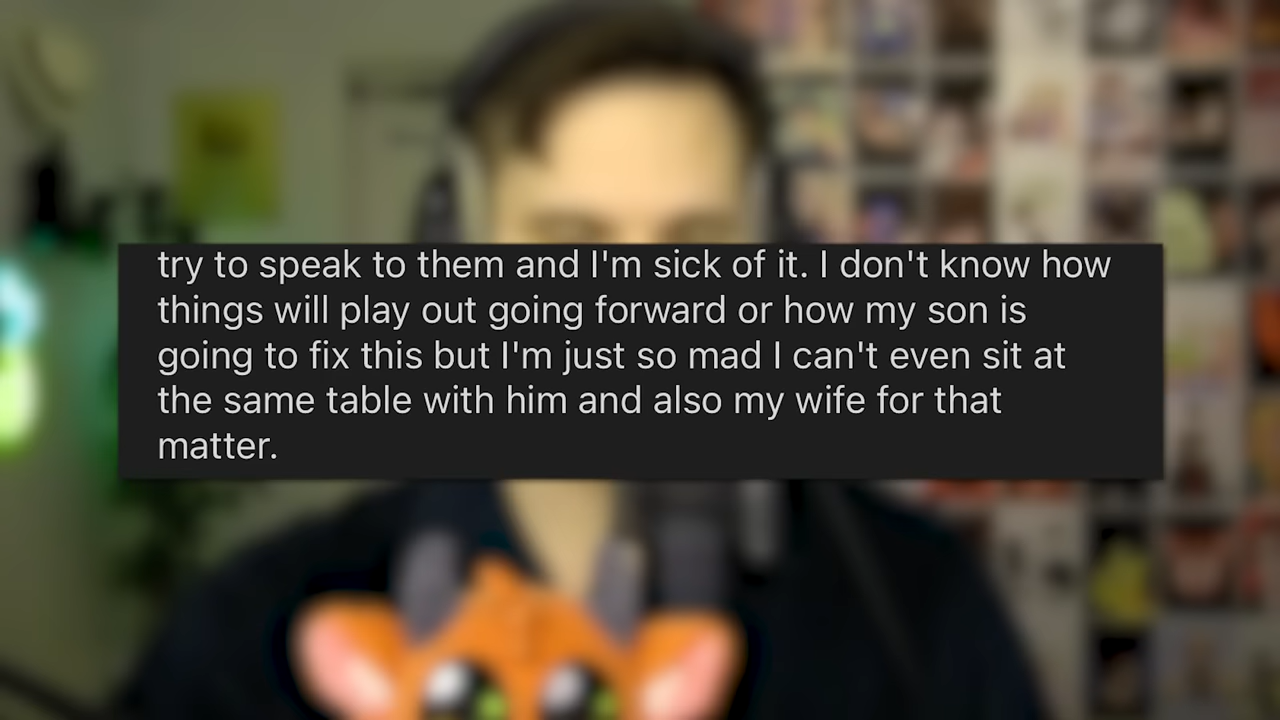 try to speak to them and I'm sick of it. I don't know how
things will play out going forward or how my son is
going to fix this but I'm just so mad I can't even sit at
the same table with him and also my wife for that
matter.